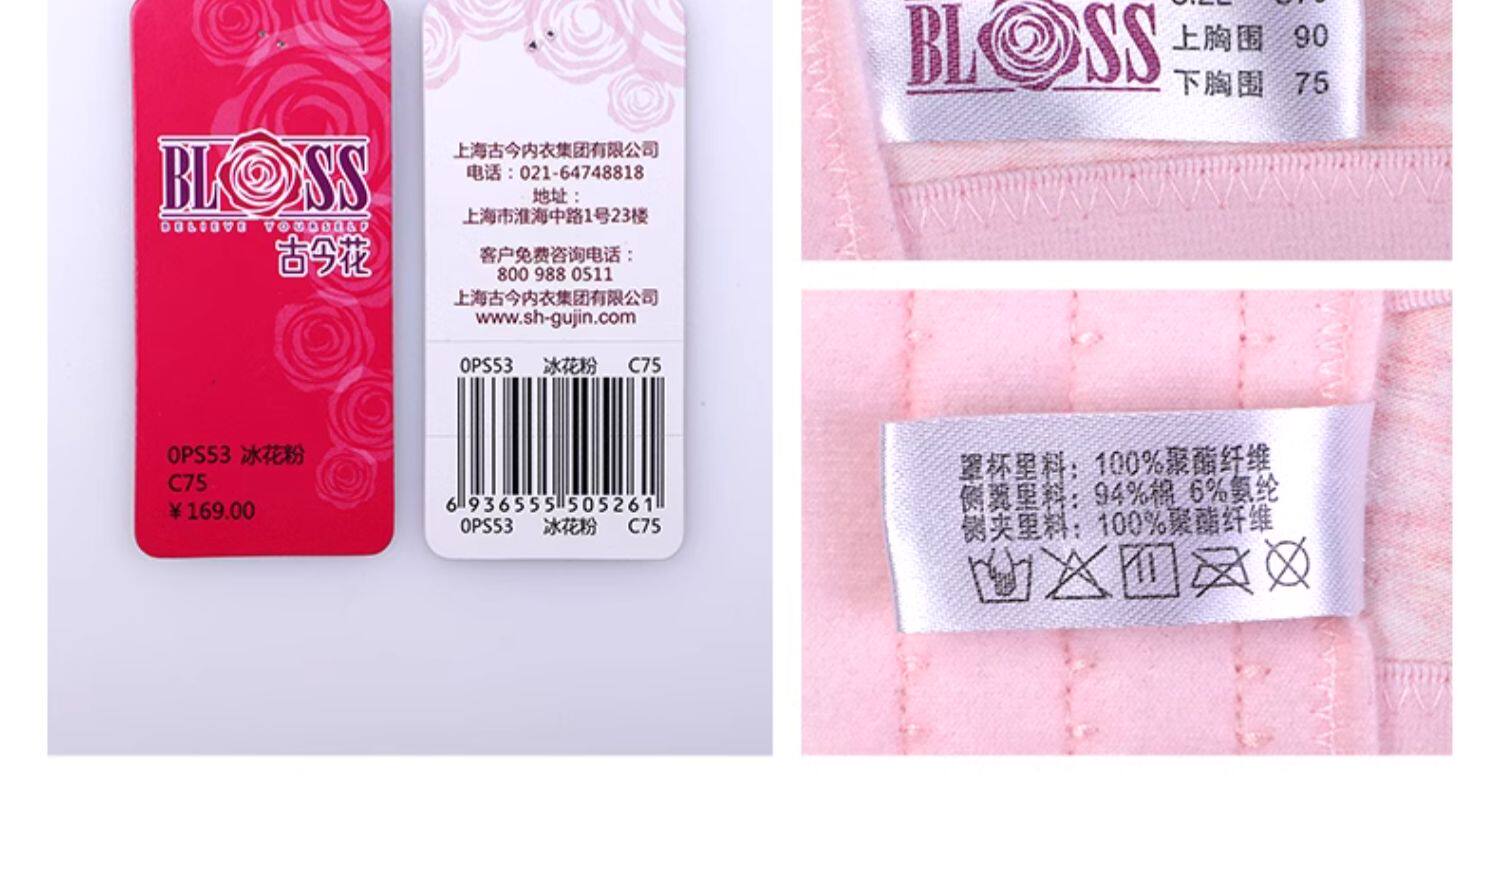 BLOSS
BELIEVE YOURSELF
古今花
0PS53 冰花粉
C75
¥169.00
上海古今内衣集团有限公司
电话：021-64748818
地址：
上海市淮海中路1号23楼
客户免费咨询电话：
800 988 0511
上海古今内衣集团有限公司
www.sh-gujin.com
0PS53 冰花粉 C75
6 936555 505261
0PS53 冰花粉 C75
BLOSS
上胸围 90
下胸围 75
罩杯里料：100%聚酯纤维
侧翼里料：94%棉 6%氨纶
侧夹里料：100%聚酯纤维